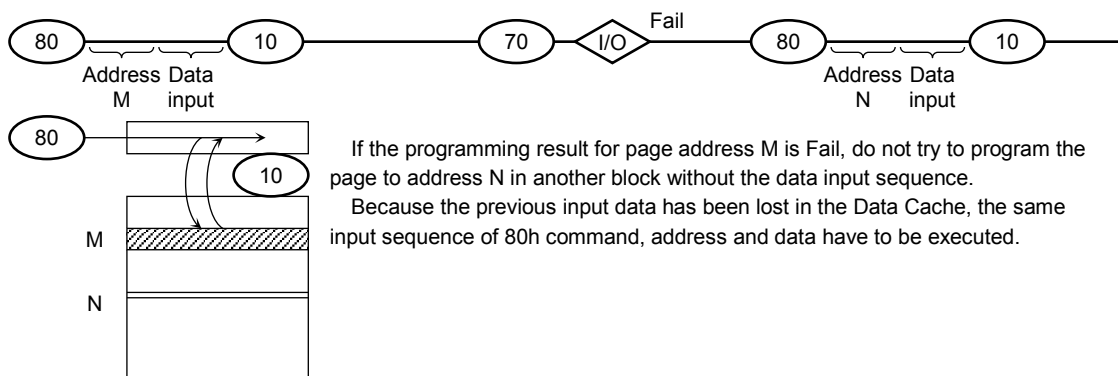 Fail
80 10 70 I/O 80 10
Address Data Address Data
M input N input
80
If the programming result for page address M is Fail, do not try to program the
10
page to address N in another block without the data input sequence.
Because the previous input data has been lost in the Data Cache, the same
M
input sequence of 80h command, address and data have to be executed.
N